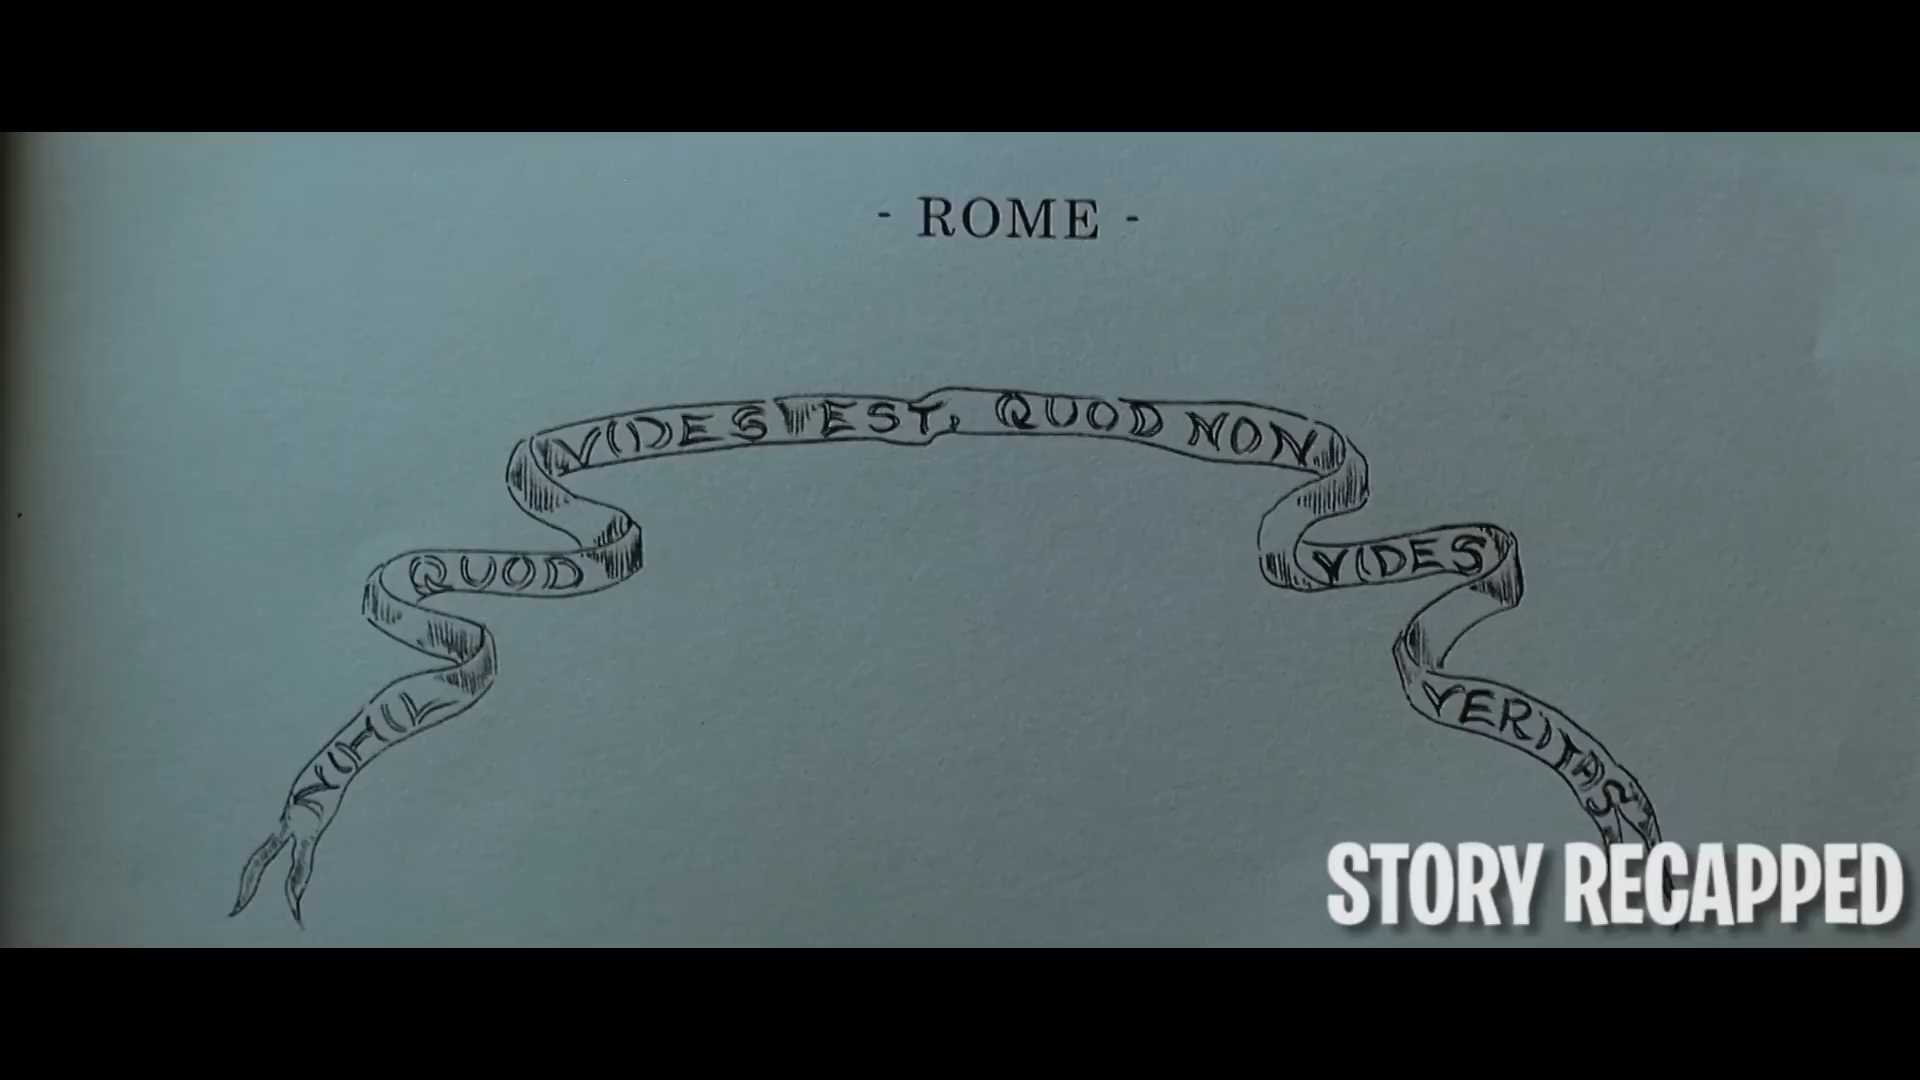 - ROME -
NIHIL QUOD VIDES EST, QUOD NON VIDES VERITAS
STORY RECAPPED